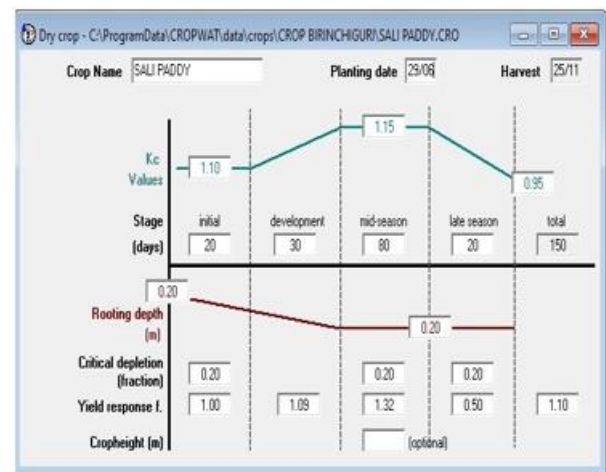 Dry crop - C:\ProgramData\CROPWAT\data\crops\CROP BIRINCHIGURI\SALI PADDY.CRO
Crop Name SALI PADDY Planting date 29/06 Harvest 25/11
Kc Values 1.10 1.15 0.95
Stage initial development mid-season late season total
(days) 20 30 80 20 150
Rooting depth (m) 0.20 0.20
Critical depletion (fraction) 0.20 0.20 0.20
Yield response f. 1.00 1.09 1.32 0.50 1.10
Cropheight (m) (optional)